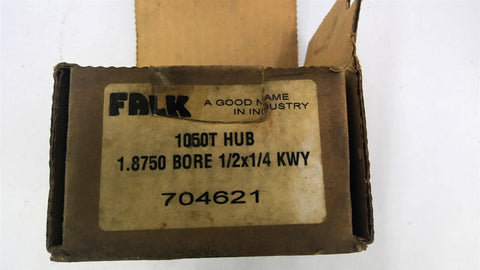 FALK A GOOD NAME
IN INDUSTRY
1050T HUB
1.8750 BORE 1/2x1/4 KWY
704621